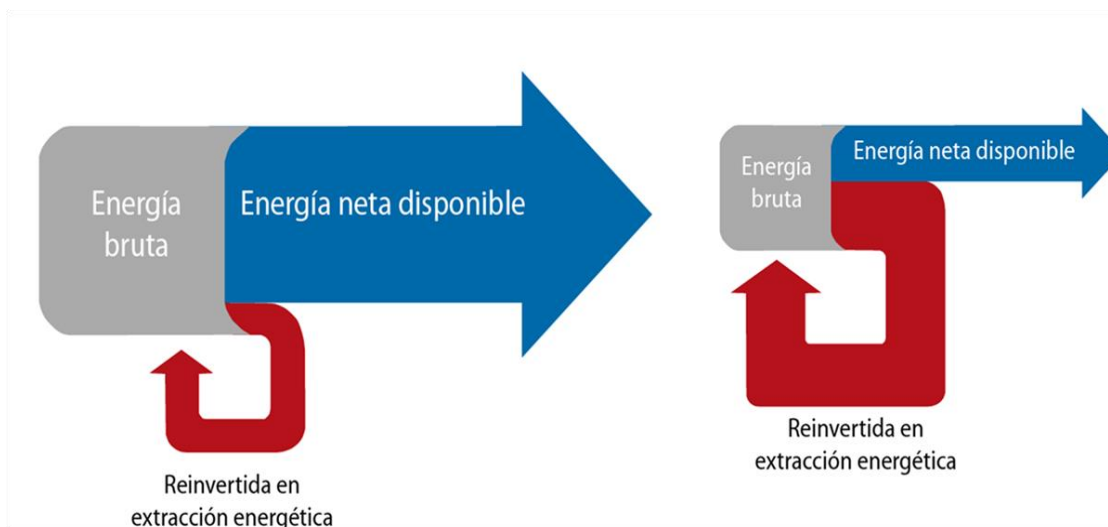 Energía
bruta
Energía neta disponible
Reinvertida en
extracción energética
Energía
bruta
Energía neta disponible
Reinvertida en
extracción energética